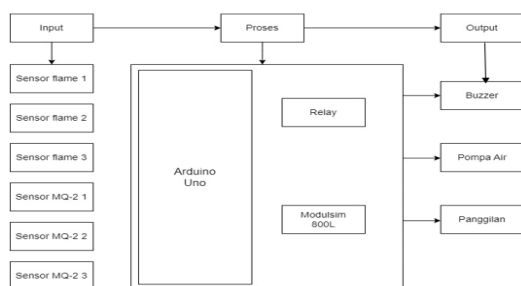 Input
Proses
Output
Sensor flame 1
Sensor flame 2
Sensor flame 3
Sensor MQ-2 1
Sensor MQ-2 2
Sensor MQ-2 3
Arduino
Uno
Relay
Modulsim
800L
Buzzer
Pompa Air
Panggilan